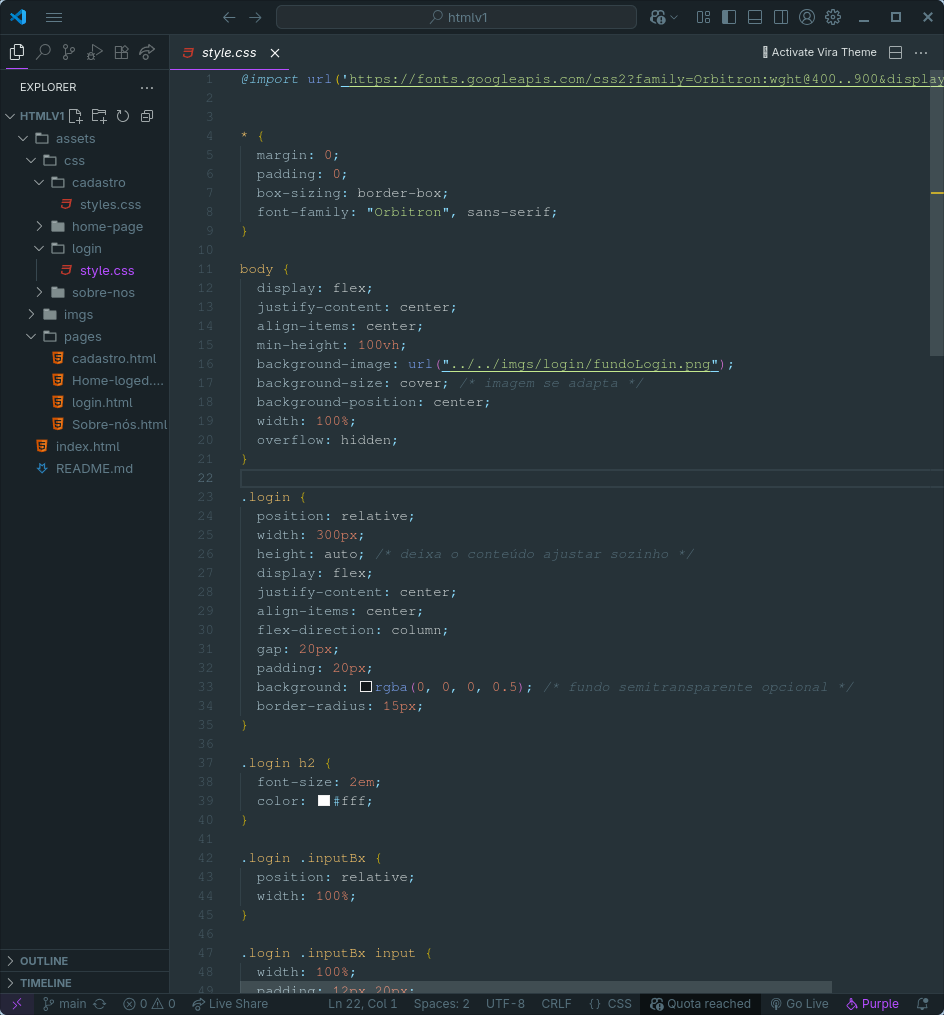 htmlv1
style.css
Activate Vira Theme
EXPLORER
HTMLV1
assets
css
cadastro
styles.css
home-page
login
style.css
sobre-nos
imgs
pages
cadastro.html
Home-loged....
login.html
Sobre-nós.html
index.html
README.md
OUTLINE
TIMELINE
1 @import url('https://fonts.googleapis.com/css2?family=Orbitron:wght@400..900&display
2
3
4 * {
5 margin: 0;
6 padding: 0;
7 box-sizing: border-box;
8 font-family: "Orbitron", sans-serif;
9 }
10
11 body {
12 display: flex;
13 justify-content: center;
14 align-items: center;
15 min-height: 100vh;
16 background-image: url("../../imgs/login/fundoLogin.png");
17 background-size: cover; /* imagem se adapta */
18 background-position: center;
19 width: 100%;
20 overflow: hidden;
21 }
22
23 .login {
24 position: relative;
25 width: 300px;
26 height: auto; /* deixa o conteúdo ajustar sozinho */
27 display: flex;
28 justify-content: center;
29 align-items: center;
30 flex-direction: column;
31 gap: 20px;
32 padding: 20px;
33 background: rgba(0, 0, 0, 0.5); /* fundo semitransparente opcional */
34 border-radius: 15px;
35 }
36
37 .login h2 {
38 font-size: 2em;
39 color: #fff;
40 }
41
42 .login .inputBx {
43 position: relative;
44 width: 100%;
45 }
46
47 .login .inputBx input {
48 width: 100%;
49 padding: 12px 20px;
main 0 0 Live Share Ln 22, Col 1 Spaces: 2 UTF-8 CRLF {} CSS Quota reached Go Live Purple